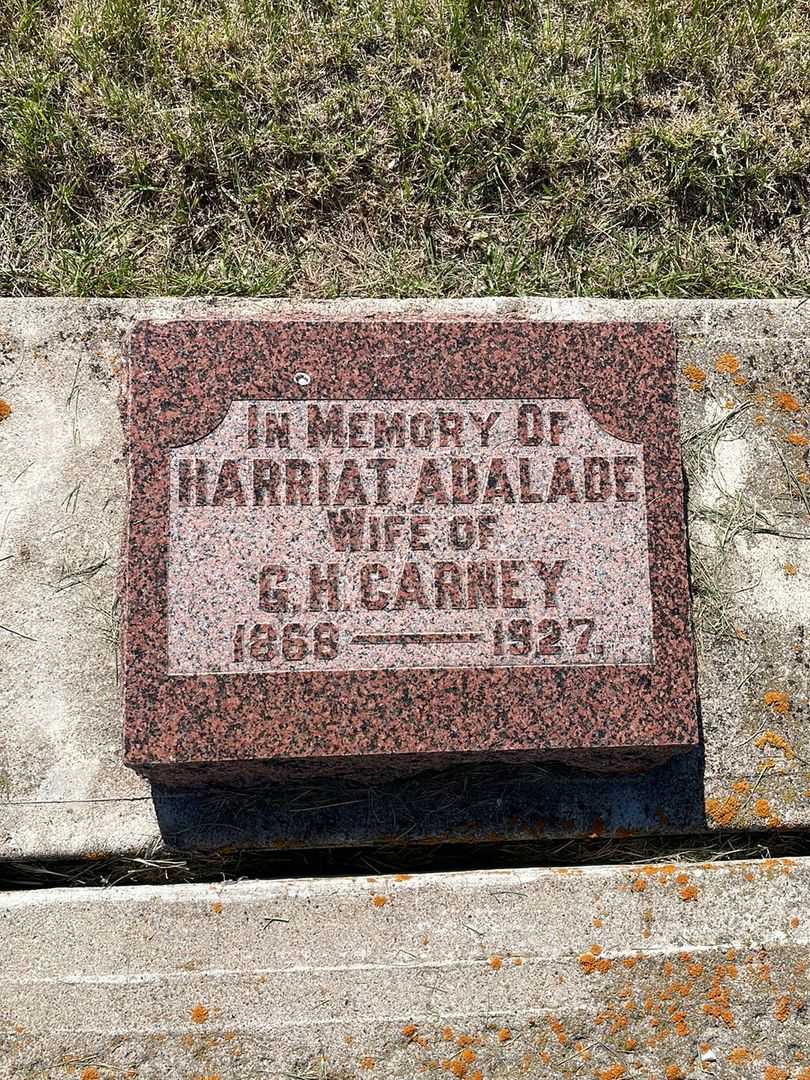 In Memory Of
HARRIAT ADALADE
Wife of
G.H. CARNEY
1868 — 1927.